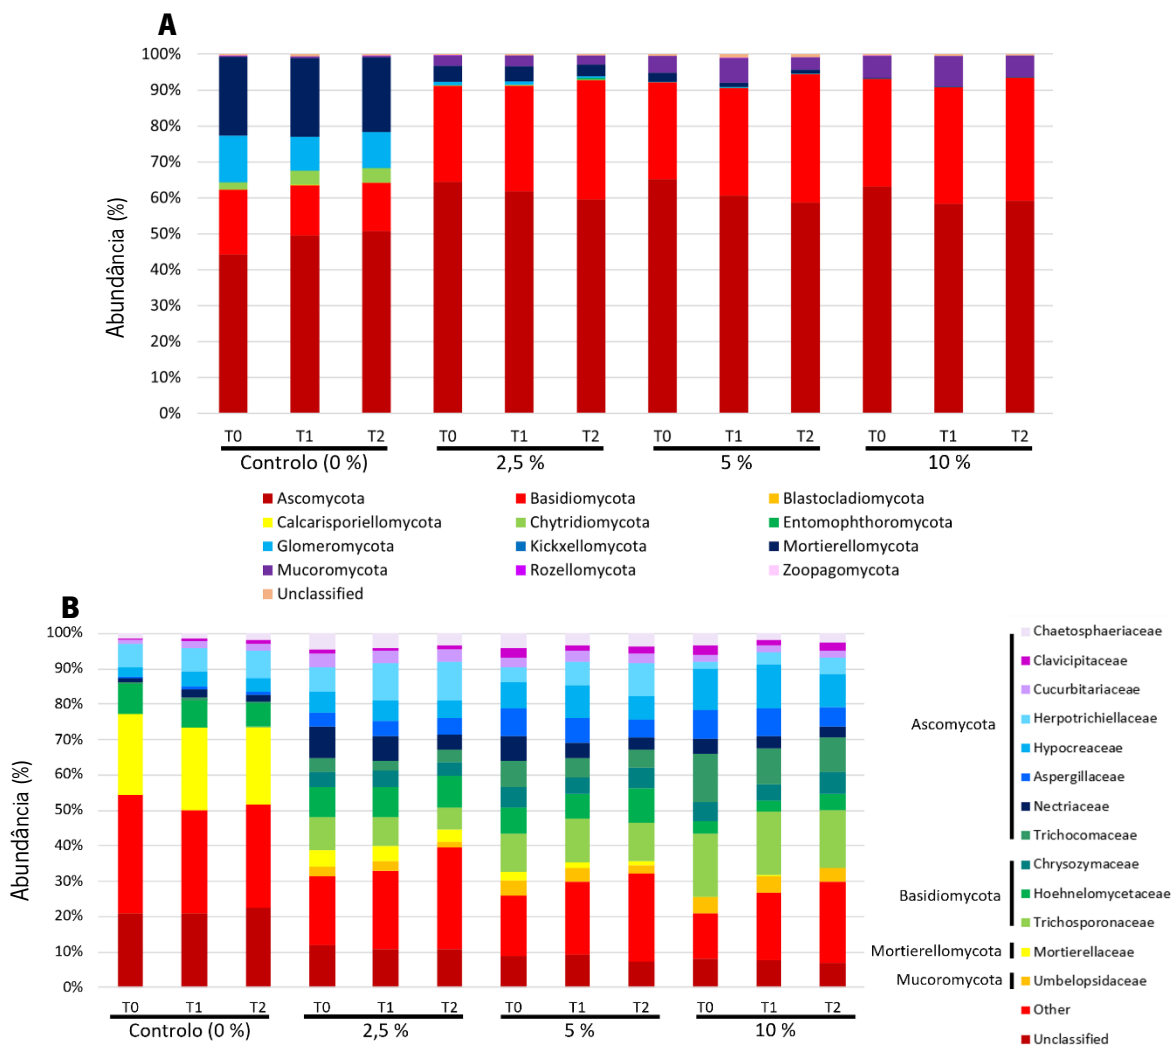 A
Abundância (%)
100%
90%
80%
70%
60%
50%
40%
30%
20%
10%
0%
T0 T1 T2 T0 T1 T2 T0 T1 T2 T0 T1 T2
Controlo (0 %) 2,5 % 5 % 10 %
Ascomycota Basidiomycota Blastocladiomycota
Calcarisporiellomycota Chytridiomycota Entomophthoromycota
Glomeromycota Kickxellomycota Mortierellomycota
Mucoromycota Rozellomycota Zoopagomycota
Unclassified
B
Abundância (%)
100%
90%
80%
70%
60%
50%
40%
30%
20%
10%
0%
T0 T1 T2 T0 T1 T2 T0 T1 T2 T0 T1 T2
Controlo (0 %) 2,5 % 5 % 10 %
Ascomycota
Chaetosphaeriaceae
Clavicipitaceae
Cucurbitariaceae
Herpotrichiellaceae
Hypocreaceae
Aspergillaceae
Nectriaceae
Trichocomaceae
Basidiomycota
Chrysozymaceae
Hoehnelomycetaceae
Trichosporonaceae
Mortierellomycota
Mortierellaceae
Mucoromycota
Umbelopsidaceae
Other
Unclassified